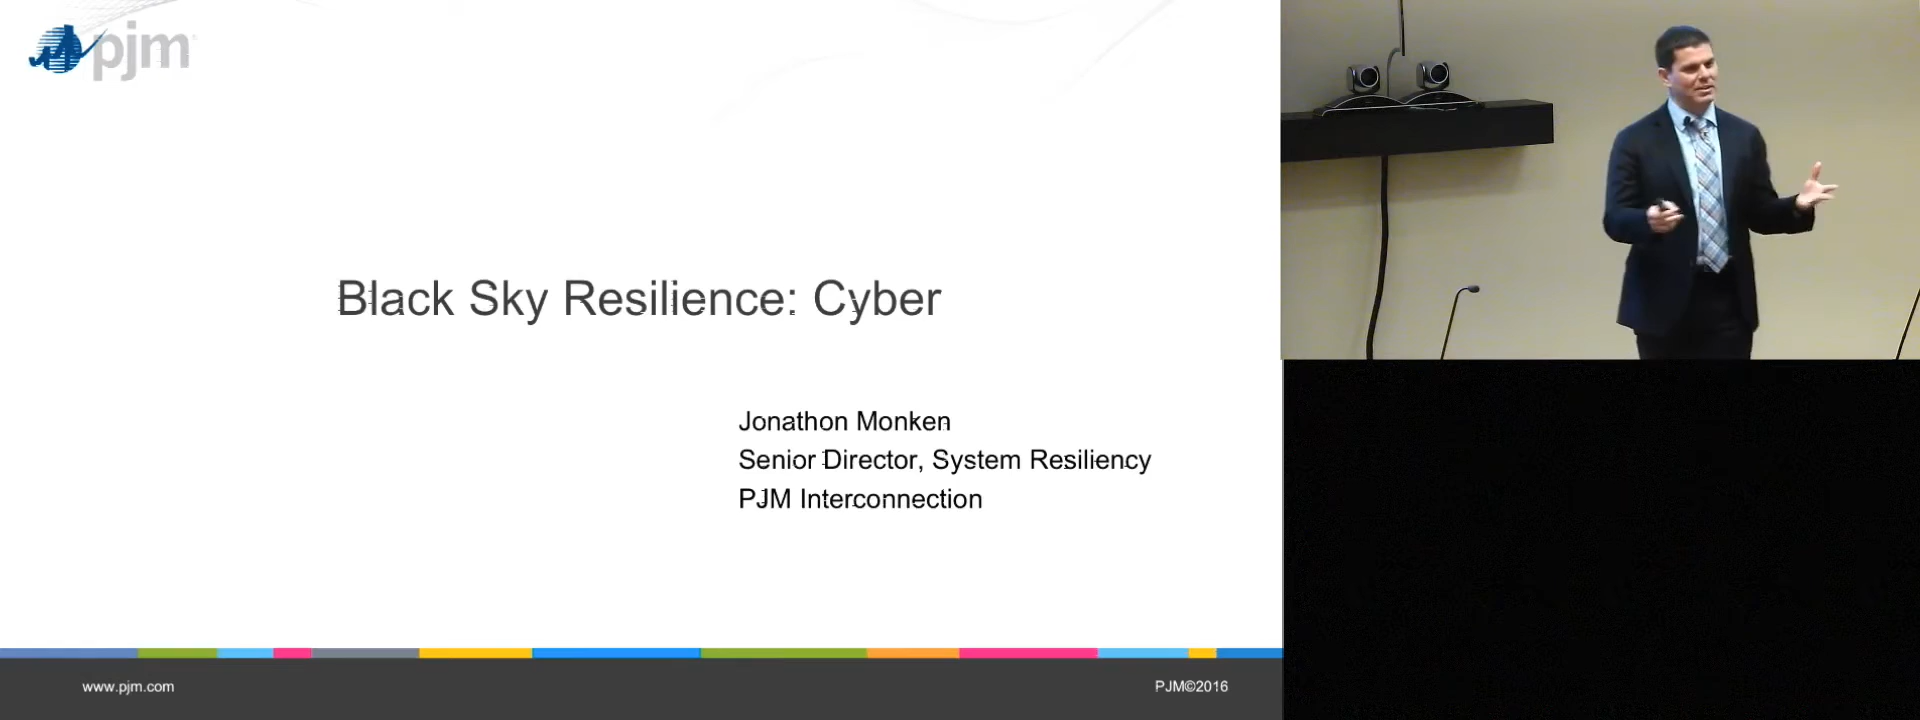 pjm
Black Sky Resilience: Cyber
Jonathon Monken
Senior Director, System Resiliency
PJM Interconnection
www.pjm.com
PJM©2016